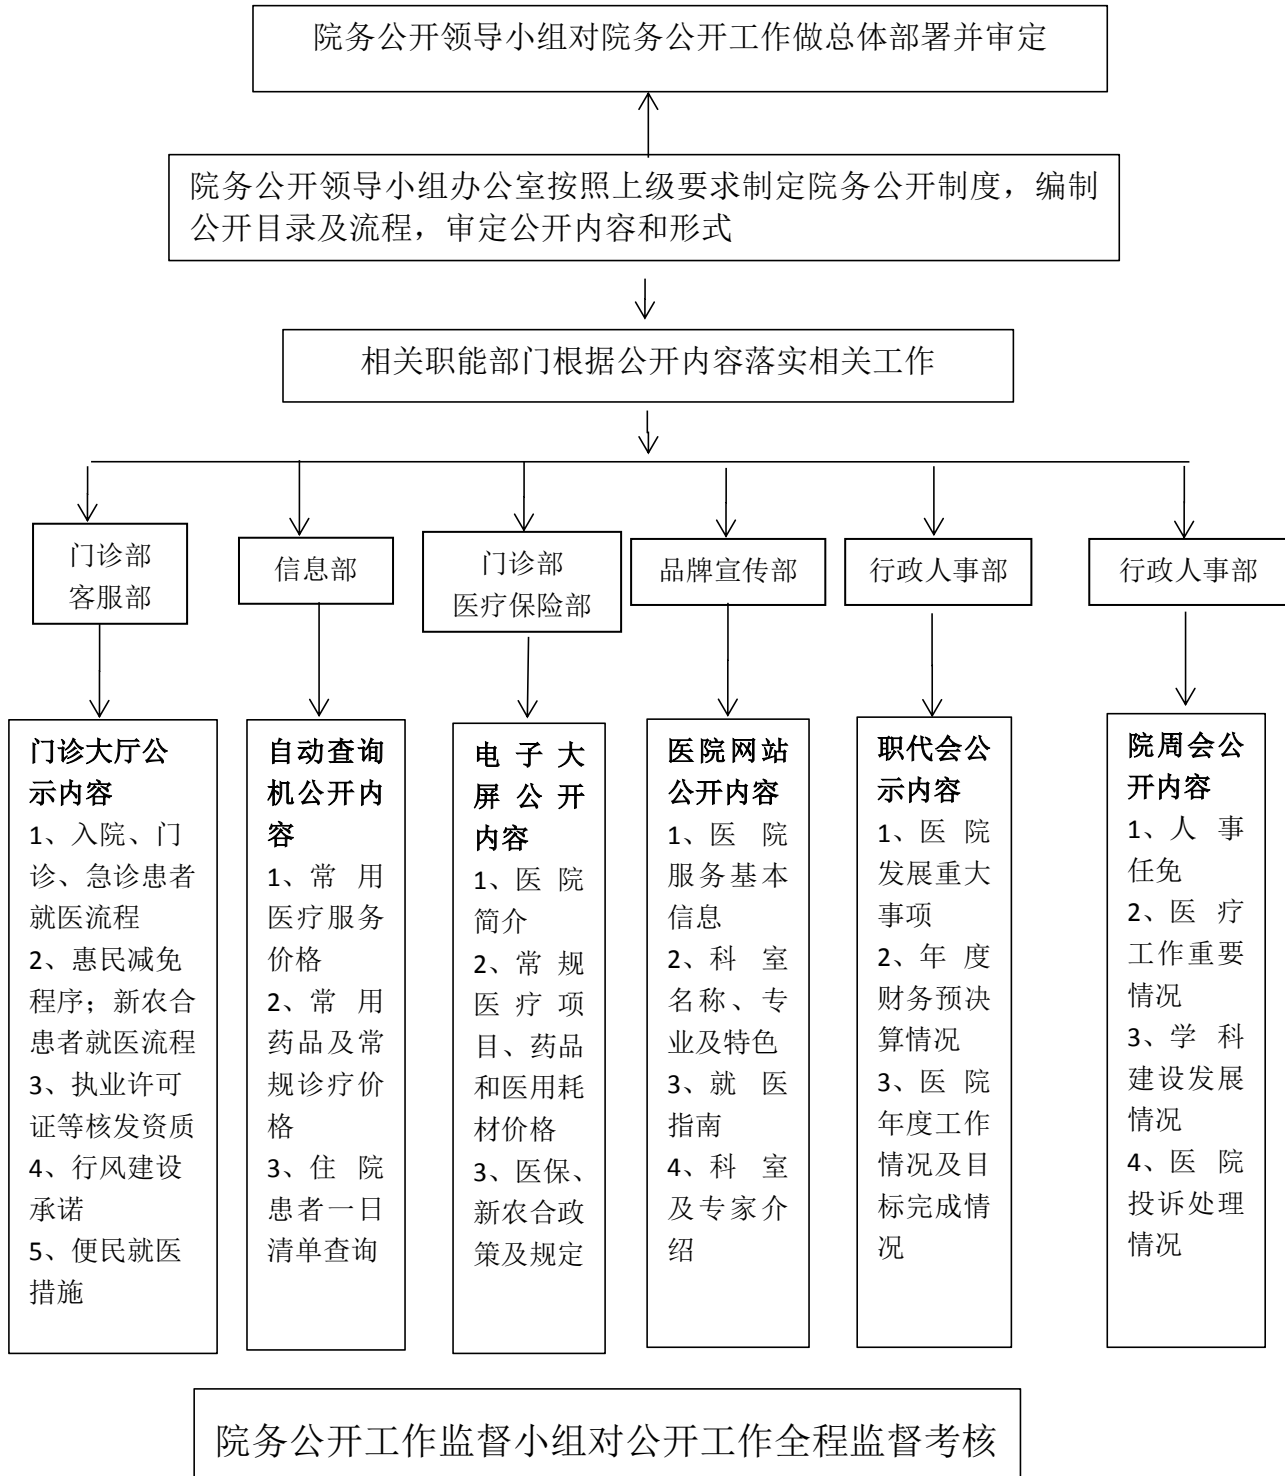 院务公开领导小组对院务公开工作做总体部署并审定
院务公开领导小组办公室按照上级要求制定院务公开制度，编制
公开目录及流程，审定公开内容和形式
相关职能部门根据公开内容落实相关工作
门诊部
客服部
信息部
门诊部
医疗保险部
品牌宣传部
行政人事部
行政人事部
门诊大厅公
示内容
1、入院、门
诊、急诊患者
就医流程
2、惠民减免
程序；新农合
患者就医流程
3、执业许可
证等核发资质
4、行风建设
承诺
5、便民就医
措施
自动查询
机公开内
容
1、常用
医疗服务
价格
2、常用
药品及常
规诊疗价
格
3、住院
患者一日
清单查询
电子大
屏公开
内容
1、医院
简介
2、常规
医疗项
目、药品
和医用耗
材价格
3、医保、
新农合政
策及规定
医院网站
公开内容
1、医院
服务基本
信息
2、科室
名称、专
业及特色
3、就医
指南
4、科室
及专家介
绍
职代会公
示内容
1、医院
发展重大
事项
2、年度
财务预决
算情况
3、医院
年度工作
情况及目
标完成情
况
院周会公
开内容
1、人事
任免
2、医疗
工作重要
情况
3、学科
建设发展
情况
4、医院
投诉处理
情况
院务公开工作监督小组对公开工作全程监督考核